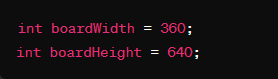 int boardWidth = 360;
int boardHeight = 640;